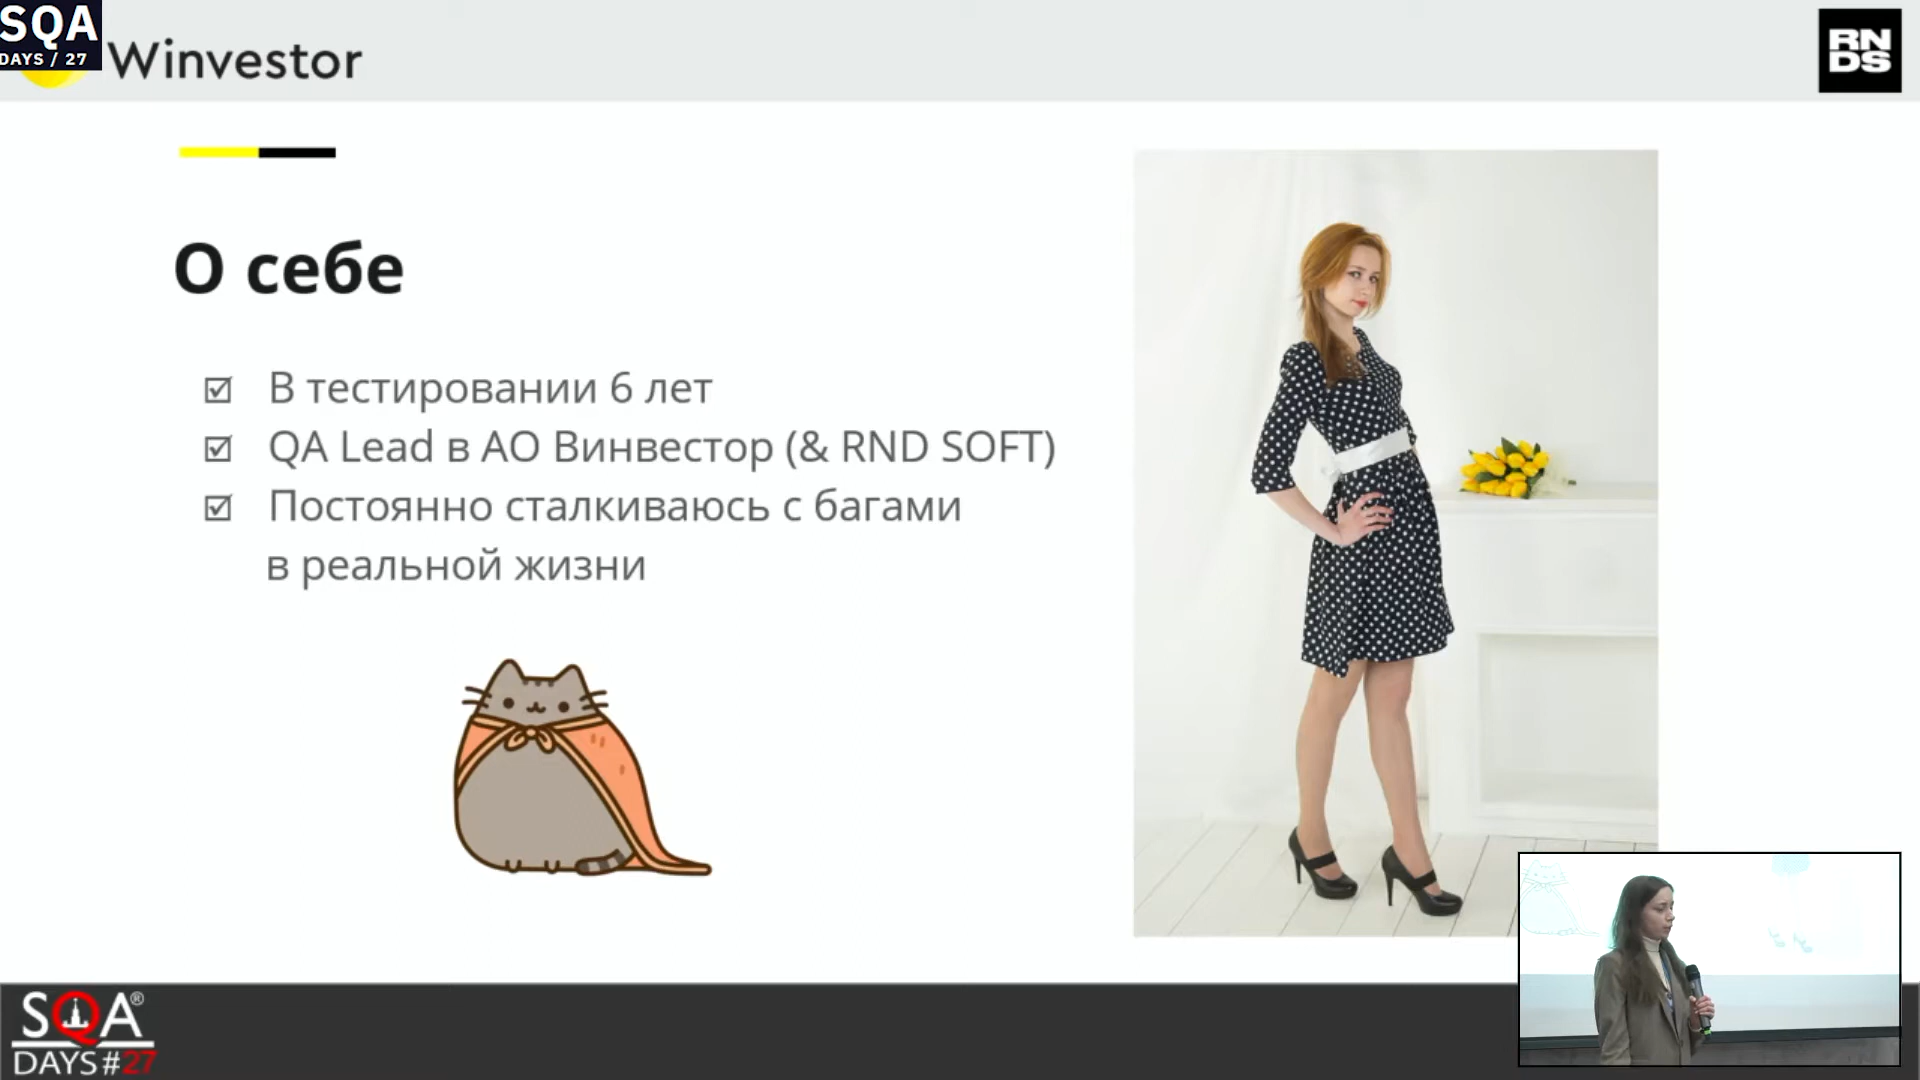 SQA
DAYS / 27
Winvestor
RN
DS
О себе
В тестировании 6 лет
QA Lead в АО Винвестор (& RND SOFT)
Постоянно сталкиваюсь с багами
в реальной жизни
SQA®
DAYS#27